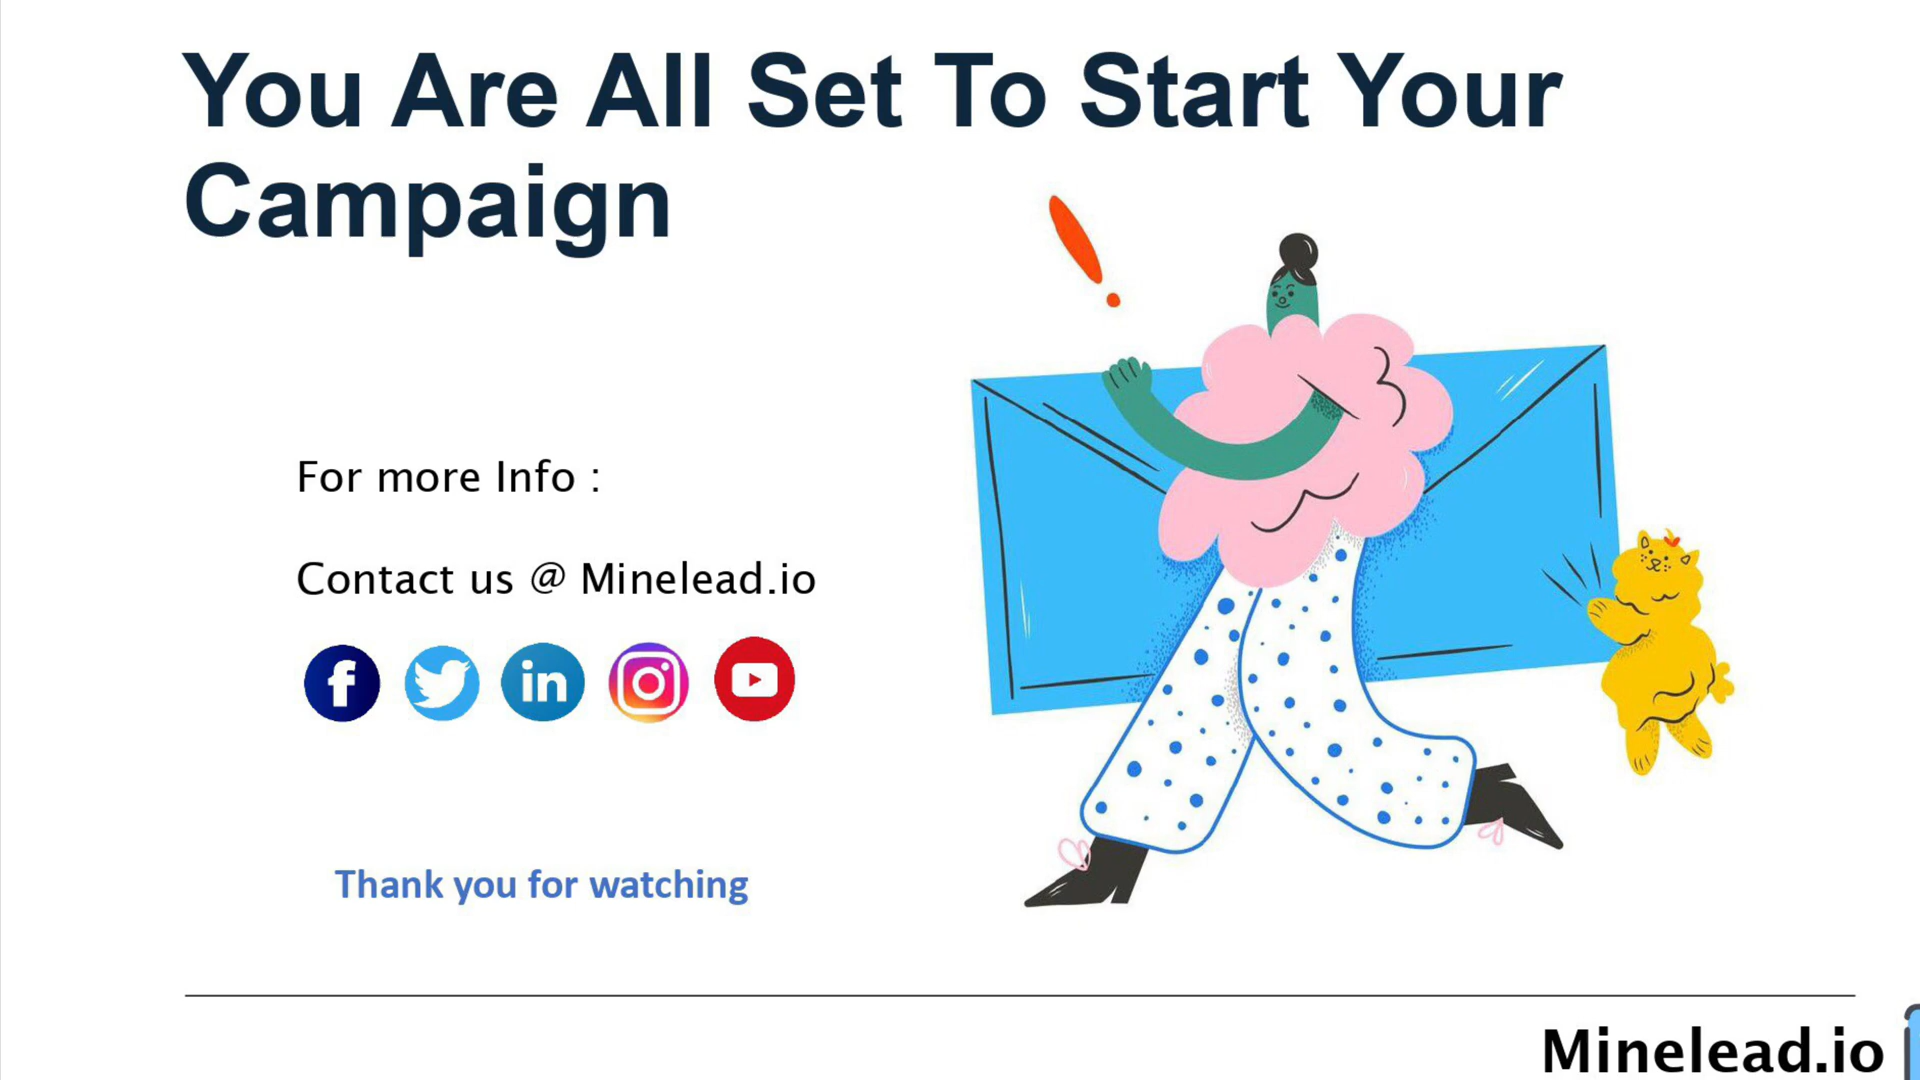 You Are All Set To Start Your
Campaign
For more Info :
Contact us @ Minelead.io
f in
Thank you for watching
Minelead.io